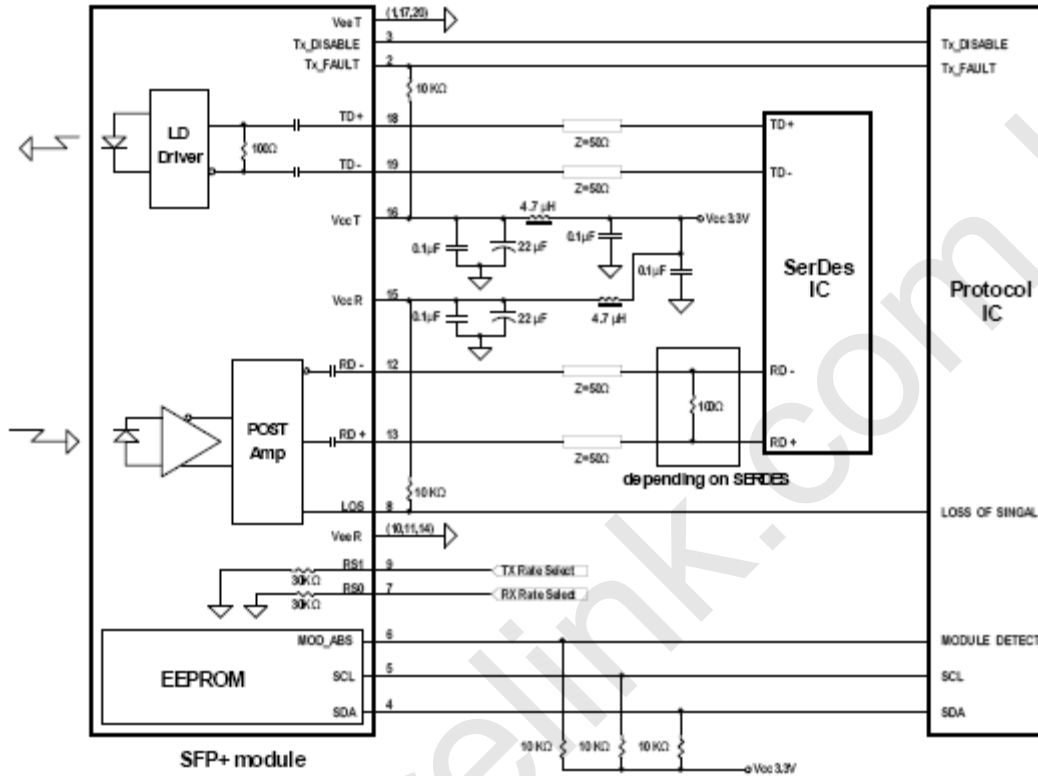 VeeT
(1,17,20)
Tx_DISABLE
3
Tx_DISABLE
Tx_FAULT
2
Tx_FAULT
10 KΩ
LD
Driver
100Ω
TD+
18
Z=50Ω
TD+
TD -
19
Z=50Ω
TD-
VccT
16
4.7 μH
Vcc3.3V
0.1μF
22 μF
0.1μF
0.1μF
SerDes
IC
Protocol
IC
VccR
15
0.1μF
22 μF
4.7 μH
RD -
12
Z=50Ω
RD -
100Ω
POST
Amp
RD +
13
Z=50Ω
RD+
depending on SERDES
10 KΩ
LOS
8
LOSS OF SINGAL
VeeR
(10,11,14)
RS1
9
30KΩ
TX Rate Select
RS0
7
30KΩ
RX Rate Select
MOD_ABS
6
MODULE DETECT
EEPROM
SCL
5
SCL
SDA
4
SDA
10 KΩ
10 KΩ
10 KΩ
Vcc3.3V
SFP+ module